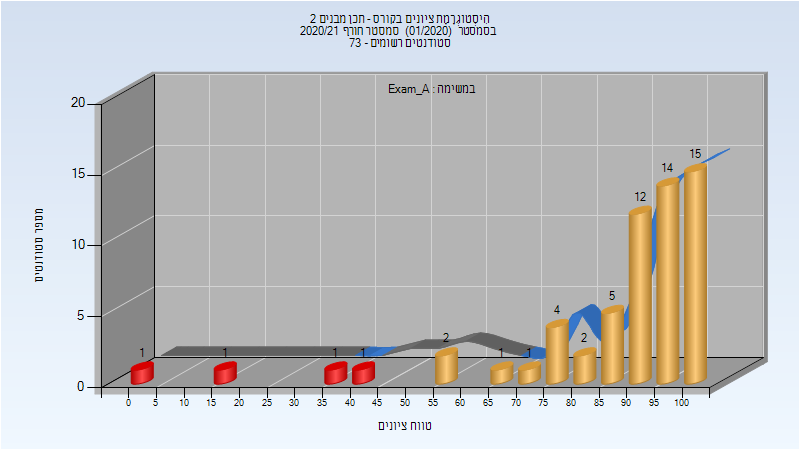 היסטוגרמת ציונים בקורס - תכן מבנים 2
בסמסטר (01/2020) סמסטר חורף 2020/21
סטודנטים רשומים - 73
במשימה : Exam_A
20
15
10
5
0
מספר סטודנטים
1 1 1 1 2 1 1 4 2 5 12 14 15
0 5 10 15 20 25 30 35 40 45 50 55 60 65 70 75 80 85 90 95 100
טווח ציונים